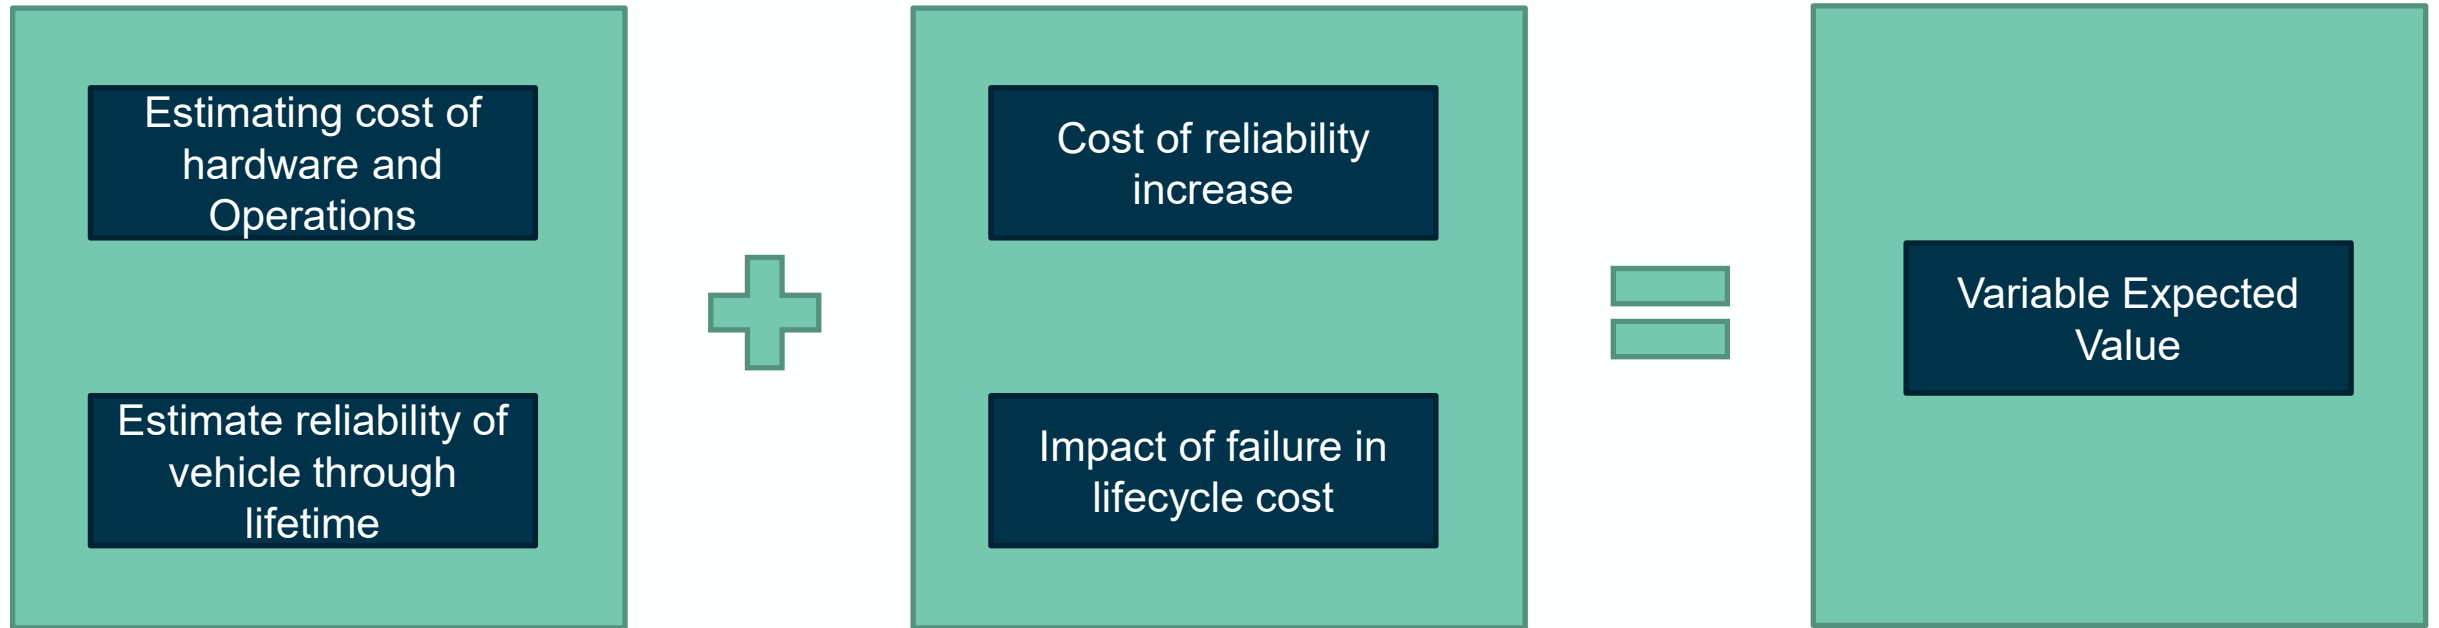 Estimating cost of
hardware and
Operations
Estimate reliability of
vehicle through
lifetime
Cost of reliability
increase
Impact of failure in
lifecycle cost
Variable Expected
Value